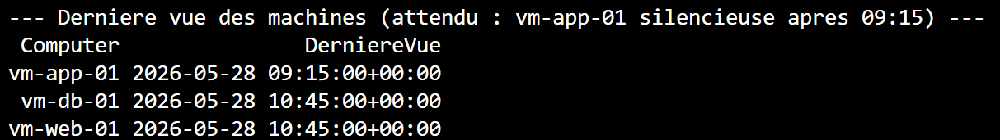 --- Derniere vue des machines (attendu : vm-app-01 silencieuse apres 09:15) ---
Computer DerniereVue
vm-app-01 2026-05-28 09:15:00+00:00
vm-db-01 2026-05-28 10:45:00+00:00
vm-web-01 2026-05-28 10:45:00+00:00